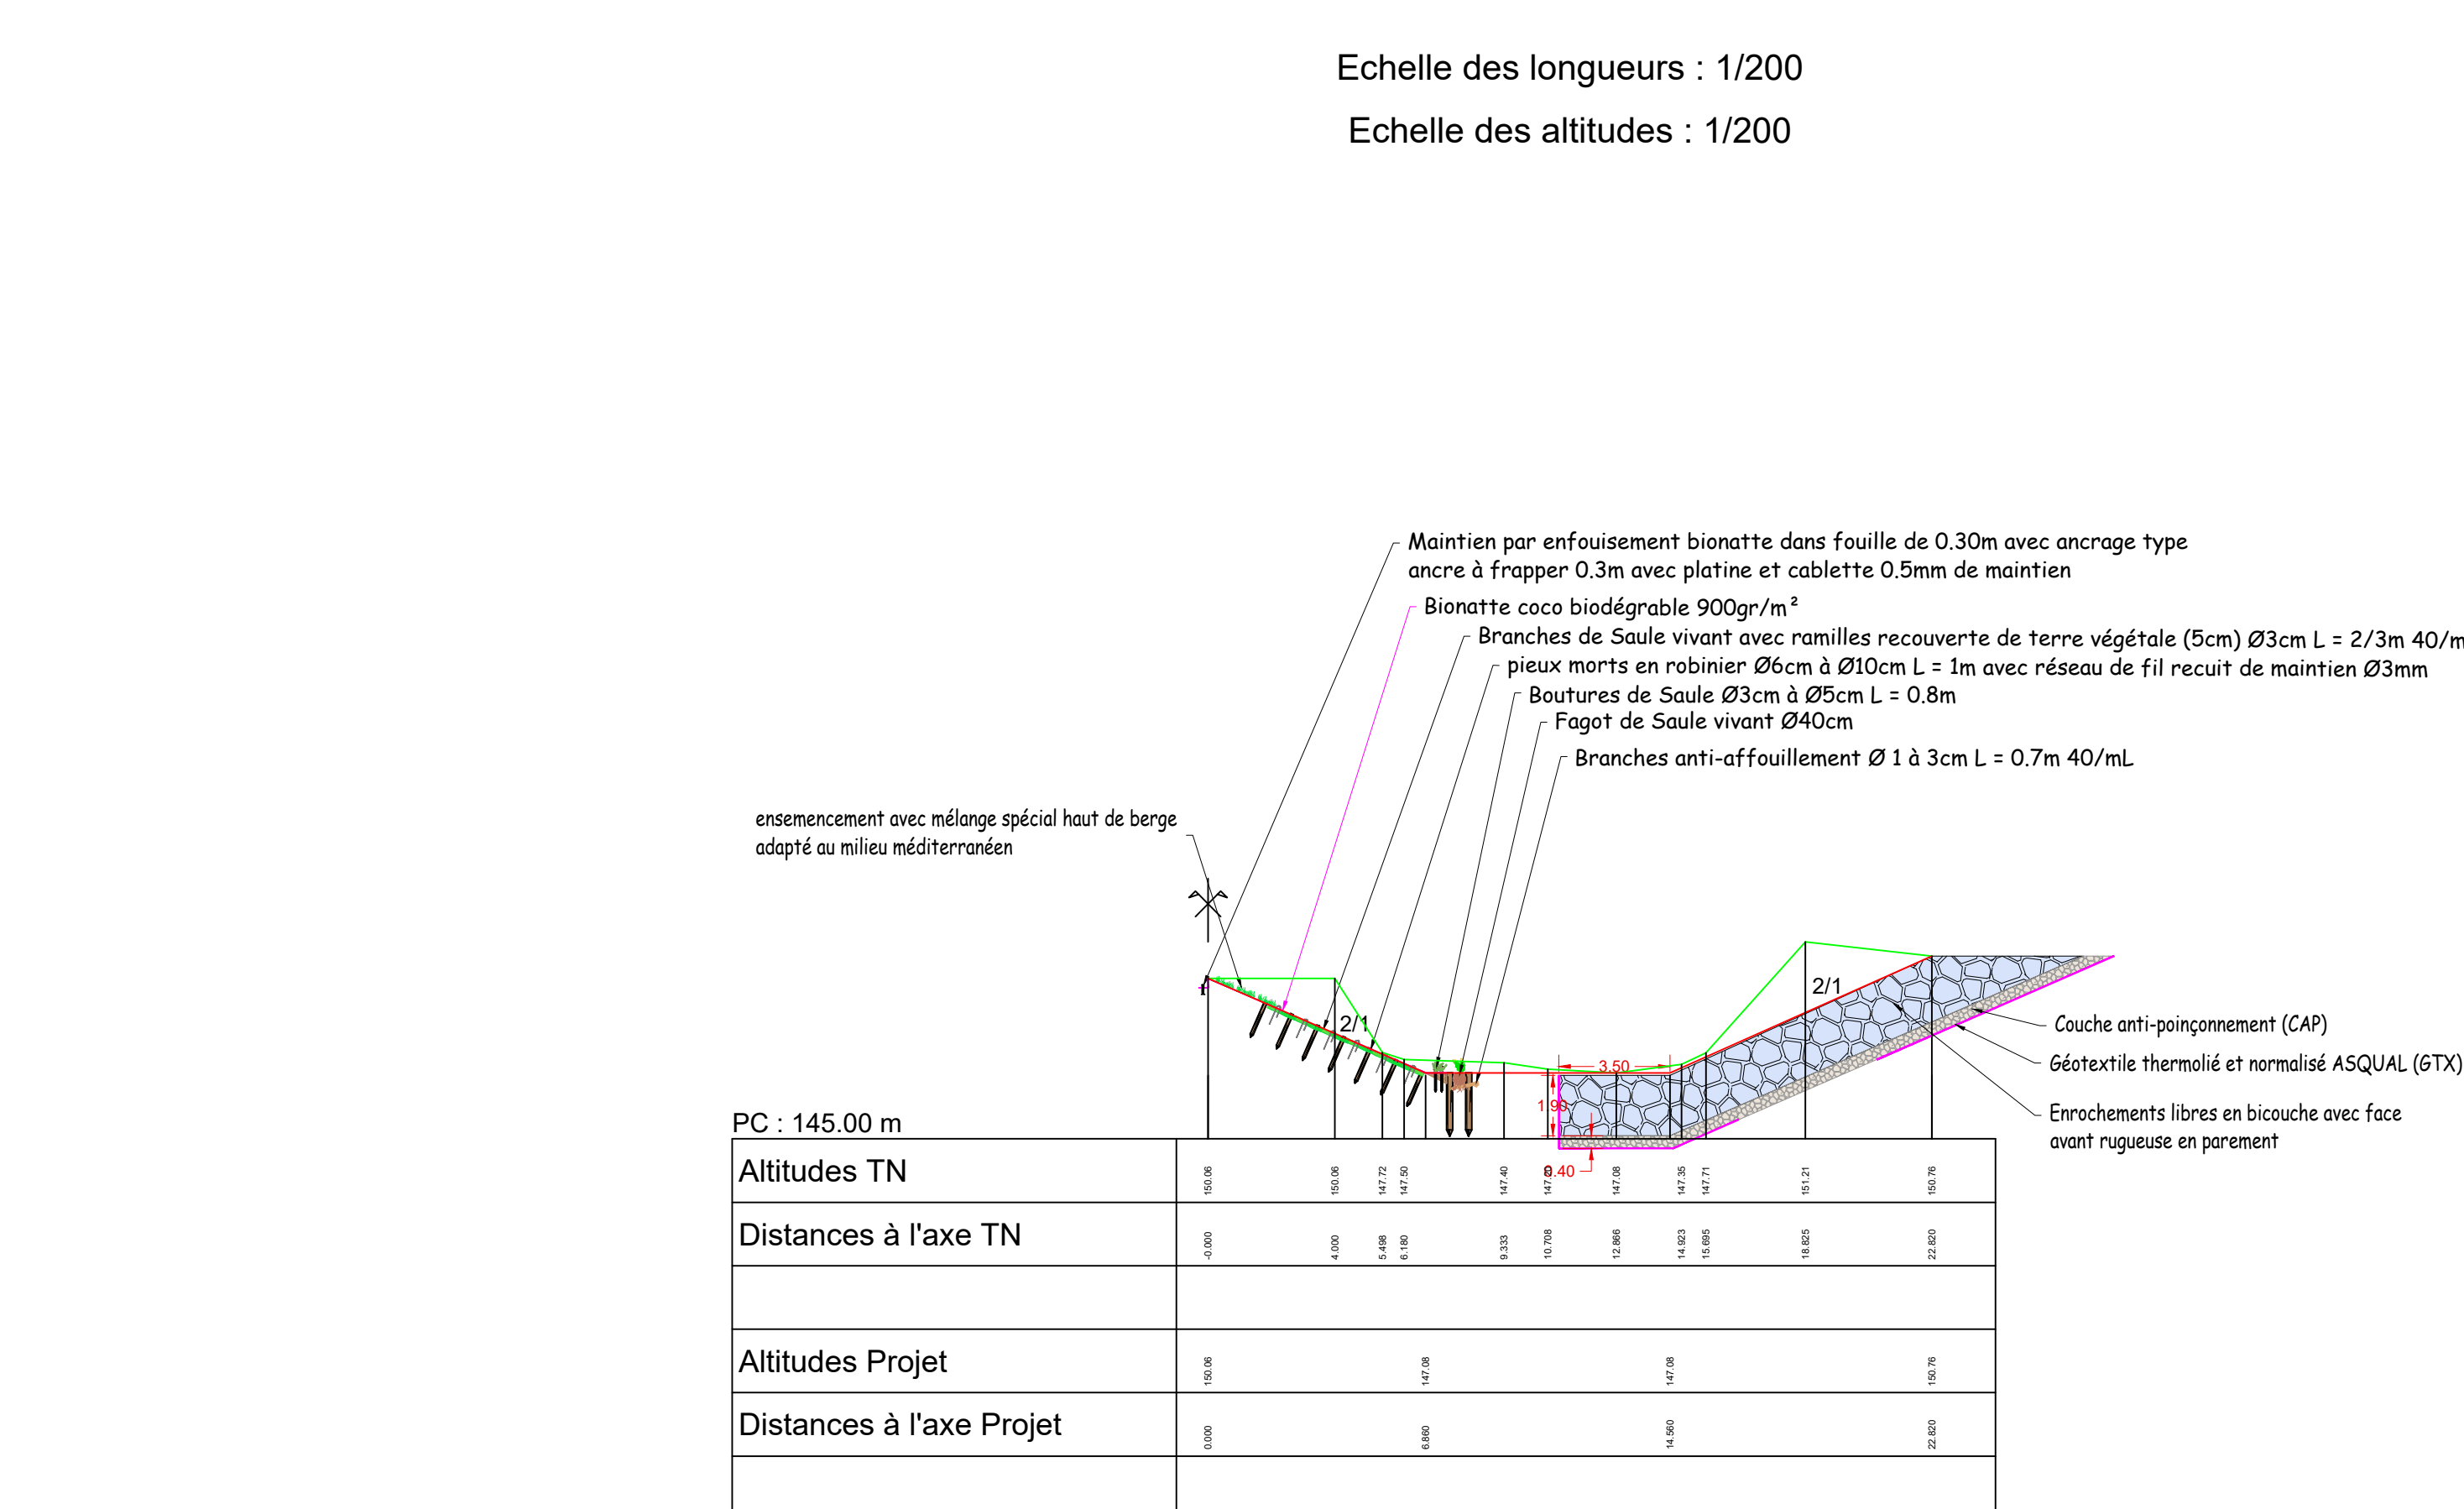 Echelle des longueurs : 1/200
Echelle des altitudes : 1/200
Maintien par enfouisement bionatte dans fouille de 0.30m avec ancrage type
ancre à frapper 0.3m avec platine et cablette 0.5mm de maintien
Bionatte coco biodégrable 900gr/m²
Branches de Saule vivant avec ramilles recouverte de terre végétale (5cm) Ø3cm L = 2/3m 40/m
pieux morts en robinier Ø6cm à Ø10cm L = 1m avec réseau de fil recuit de maintien Ø3mm
Boutures de Saule Ø3cm à Ø5cm L = 0.8m
Fagot de Saule vivant Ø40cm
Branches anti-affouillement Ø 1 à 3cm L = 0.7m 40/mL
ensemencement avec mélange spécial haut de berge
adapté au milieu méditerranéen
2/1
2/1
3.50
1.90
0.40
Couche anti-poinçonnement (CAP)
Géotextile thermolié et normalisé ASQUAL (GTX)
Enrochements libres en bicouche avec face
avant rugueuse en parement
PC : 145.00 m
Altitudes TN 150.06 150.06 147.72 147.50 147.40 147.20 147.08 147.35 147.71 151.21 150.76
Distances à l'axe TN -0.000 4.000 5.498 6.180 9.333 10.708 12.866 14.923 15.695 18.825 22.820
Altitudes Projet 150.06 147.08 147.08 150.76
Distances à l'axe Projet 0.000 6.860 14.560 22.820